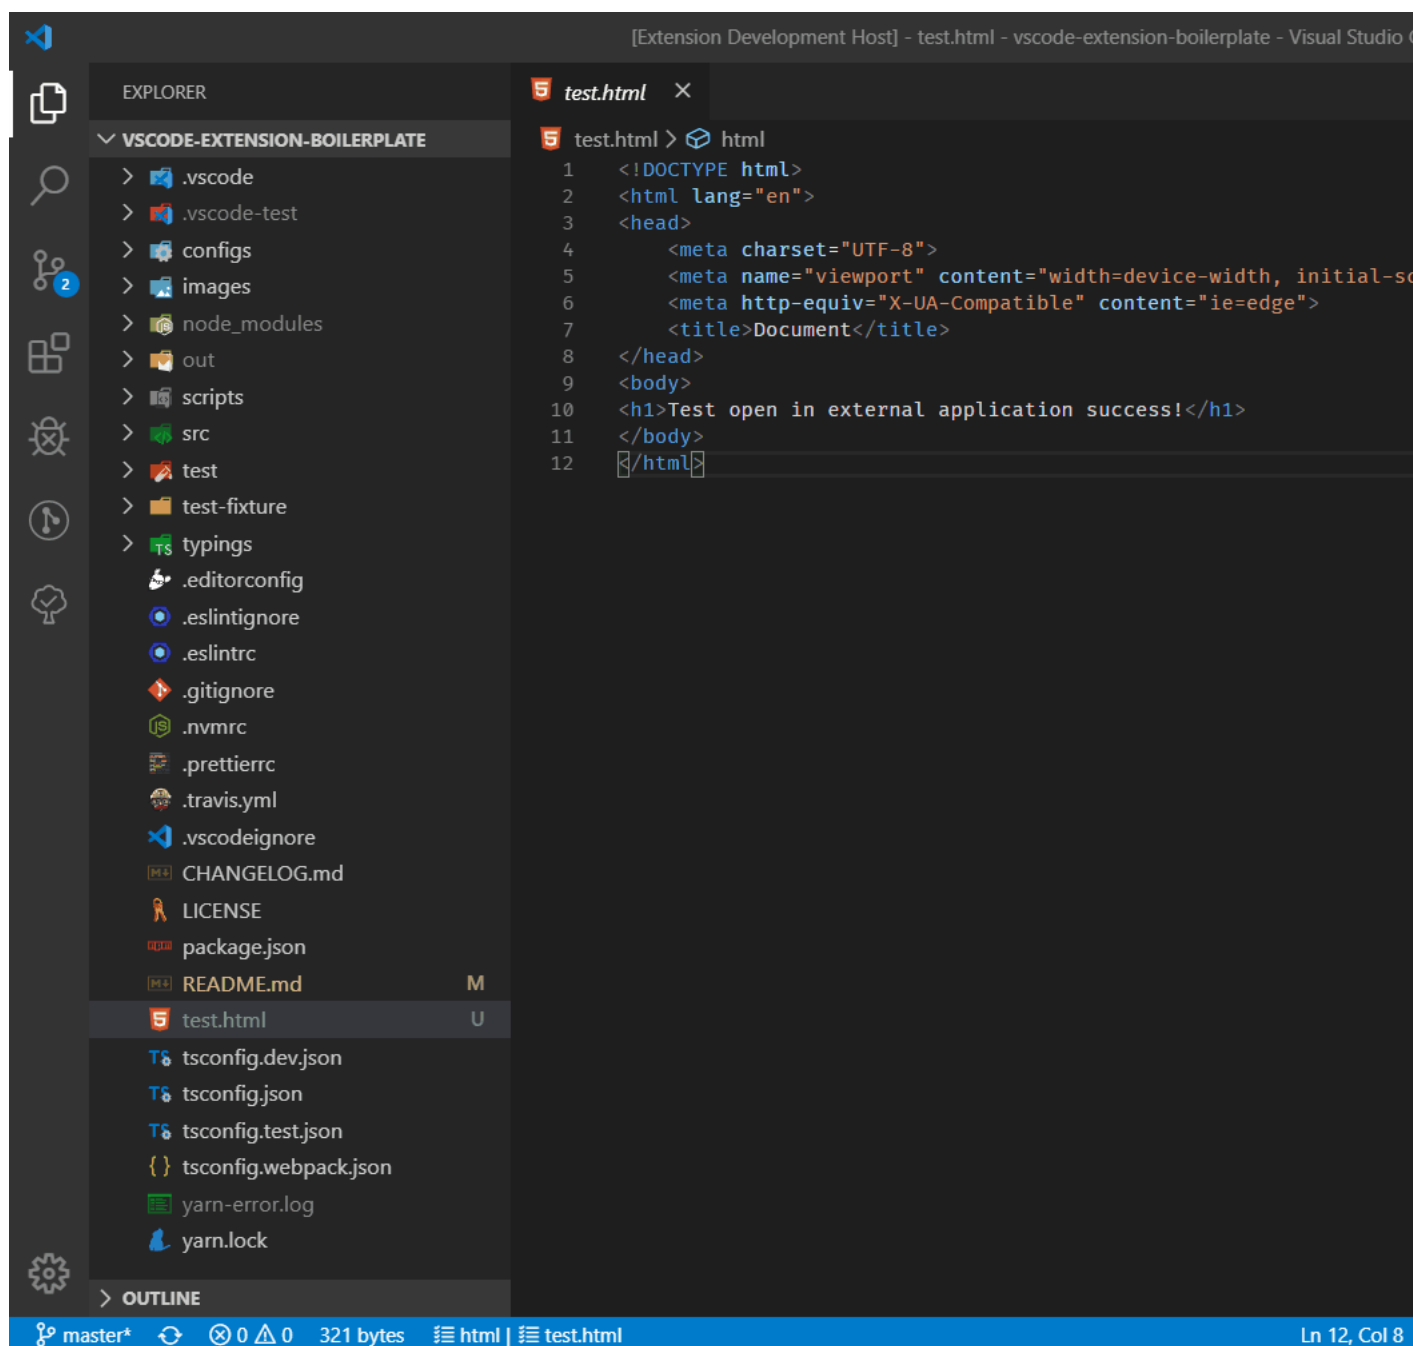 [Extension Development Host] - test.html - vscode-extension-boilerplate - Visual Studio
EXPLORER
VSCODE-EXTENSION-BOILERPLATE
.vscode
.vscode-test
configs
images
node_modules
out
scripts
src
test
test-fixture
typings
.editorconfig
.eslintignore
.eslintrc
.gitignore
.nvmrc
.prettierrc
.travis.yml
.vscodeignore
CHANGELOG.md
LICENSE
package.json
README.md M
test.html U
tsconfig.dev.json
tsconfig.json
tsconfig.test.json
tsconfig.webpack.json
yarn-error.log
yarn.lock
OUTLINE
2
test.html
test.html > html
1 <!DOCTYPE html>
2 <html lang="en">
3 <head>
4 <meta charset="UTF-8">
5 <meta name="viewport" content="width=device-width, initial-sc
6 <meta http-equiv="X-UA-Compatible" content="ie=edge">
7 <title>Document</title>
8 </head>
9 <body>
10 <h1>Test open in external application success!</h1>
11 </body>
12 </html>
master* 0 0 321 bytes html | test.html Ln 12, Col 8